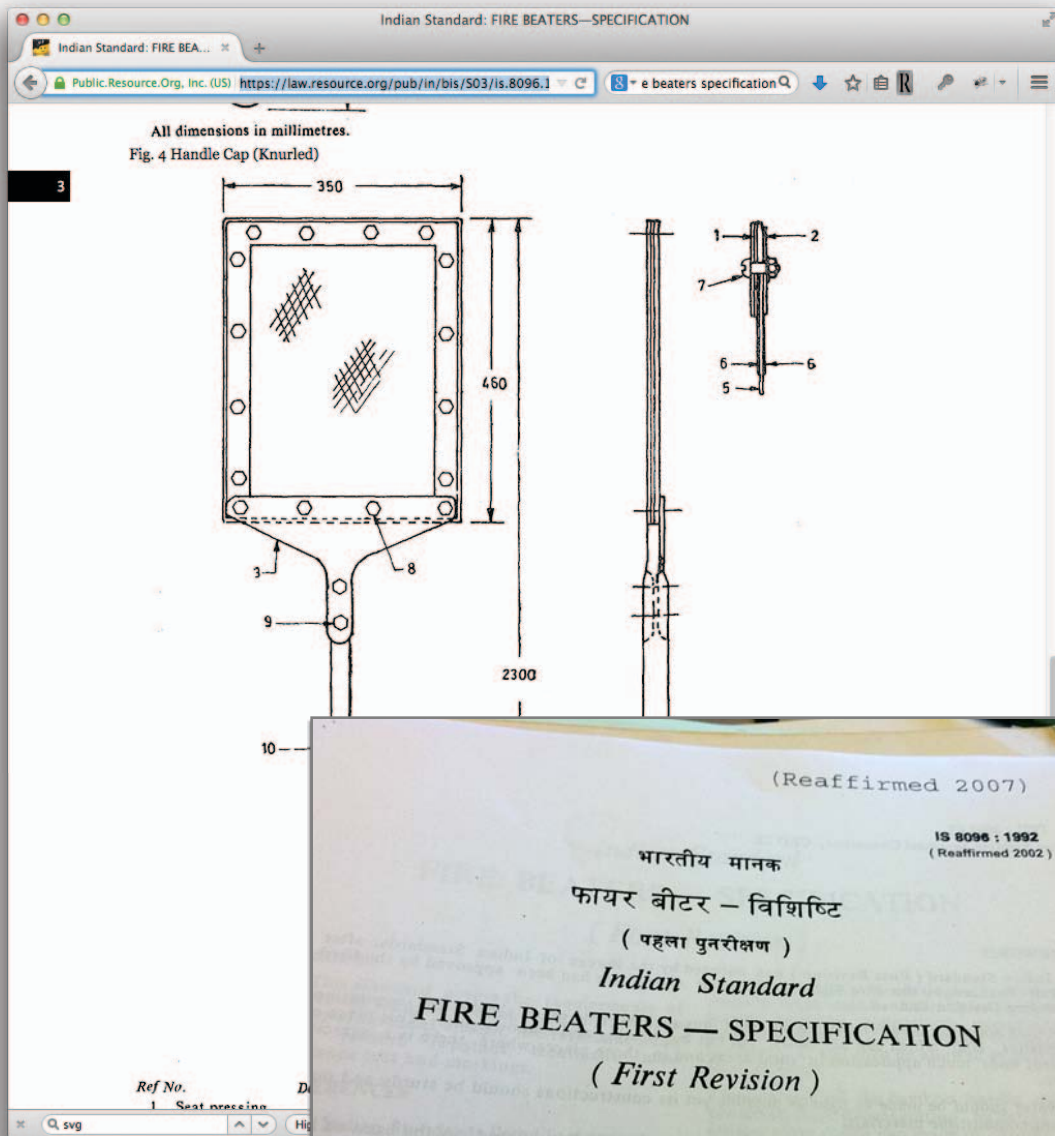 Indian Standard: FIRE BEATERS—SPECIFICATION
Indian Standard: FIRE BEA...
Public.Resource.Org, Inc. (US) https://law.resource.org/pub/in/bis/S03/is.8096.1
e beaters specification
All dimensions in millimetres.
Fig. 4 Handle Cap (Knurled)
3
350
1
2
7
460
6
6
5
3
8
9
2300
10
(Reaffirmed 2007)
IS 8096 : 1992
( Reaffirmed 2002 )
भारतीय मानक
फायर बीटर – विशिष्टि
( पहला पुनरीक्षण )
Indian Standard
FIRE BEATERS — SPECIFICATION
( First Revision )
Ref No.
1 Seat pressing
svg